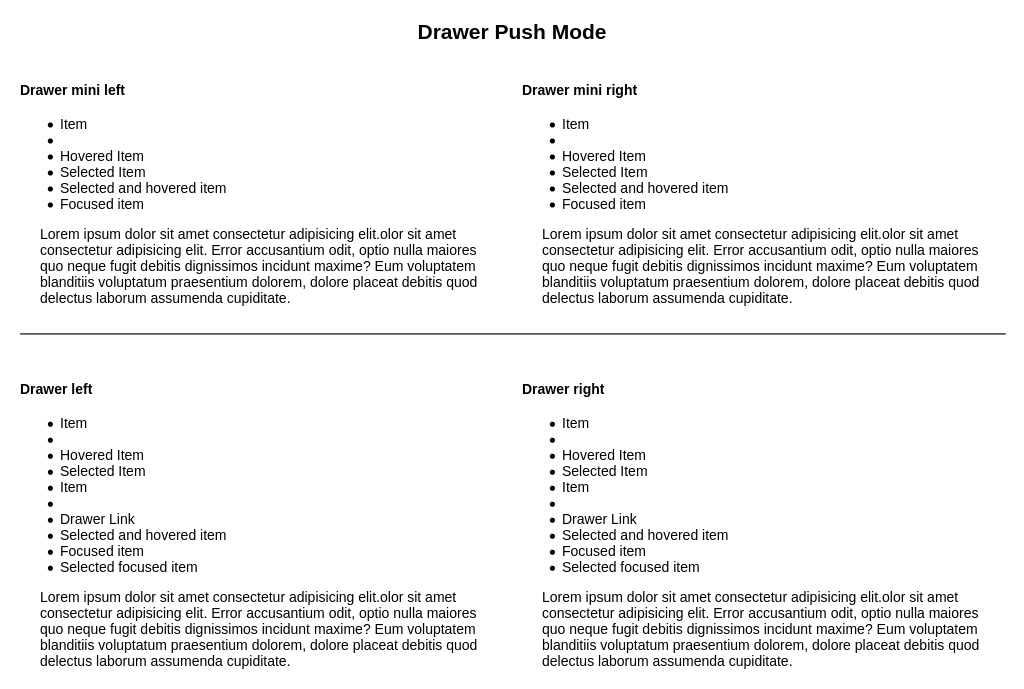 Drawer Push Mode
Drawer mini left
Item
Hovered Item
Selected Item
Selected and hovered item
Focused item
Lorem ipsum dolor sit amet consectetur adipisicing elit.olor sit amet
consectetur adipisicing elit. Error accusantium odit, optio nulla maiores
quo neque fugit debitis dignissimos incidunt maxime? Eum voluptatem
blanditiis voluptatum praesentium dolorem, dolore placeat debitis quod
delectus laborum assumenda cupiditate.
Drawer mini right
Item
Hovered Item
Selected Item
Selected and hovered item
Focused item
Lorem ipsum dolor sit amet consectetur adipisicing elit.olor sit amet
consectetur adipisicing elit. Error accusantium odit, optio nulla maiores
quo neque fugit debitis dignissimos incidunt maxime? Eum voluptatem
blanditiis voluptatum praesentium dolorem, dolore placeat debitis quod
delectus laborum assumenda cupiditate.
Drawer left
Item
Hovered Item
Selected Item
Item
Drawer Link
Selected and hovered item
Focused item
Selected focused item
Lorem ipsum dolor sit amet consectetur adipisicing elit.olor sit amet
consectetur adipisicing elit. Error accusantium odit, optio nulla maiores
quo neque fugit debitis dignissimos incidunt maxime? Eum voluptatem
blanditiis voluptatum praesentium dolorem, dolore placeat debitis quod
delectus laborum assumenda cupiditate.
Drawer right
Item
Hovered Item
Selected Item
Item
Drawer Link
Selected and hovered item
Focused item
Selected focused item
Lorem ipsum dolor sit amet consectetur adipisicing elit.olor sit amet
consectetur adipisicing elit. Error accusantium odit, optio nulla maiores
quo neque fugit debitis dignissimos incidunt maxime? Eum voluptatem
blanditiis voluptatum praesentium dolorem, dolore placeat debitis quod
delectus laborum assumenda cupiditate.